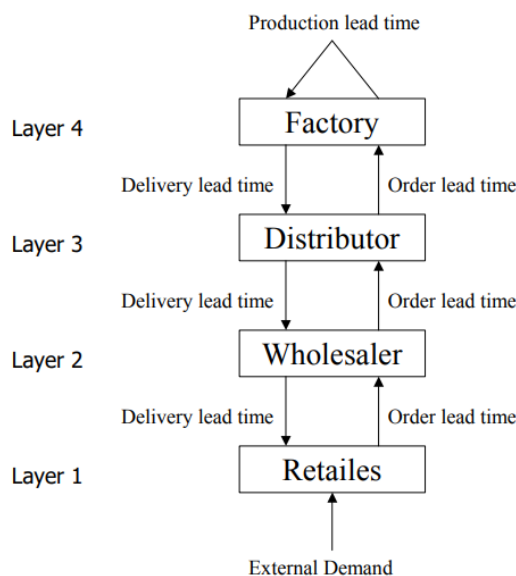 Production lead time
Layer 4
Factory
Delivery lead time
Order lead time
Layer 3
Distributor
Delivery lead time
Order lead time
Layer 2
Wholesaler
Delivery lead time
Order lead time
Layer 1
Retailes
External Demand